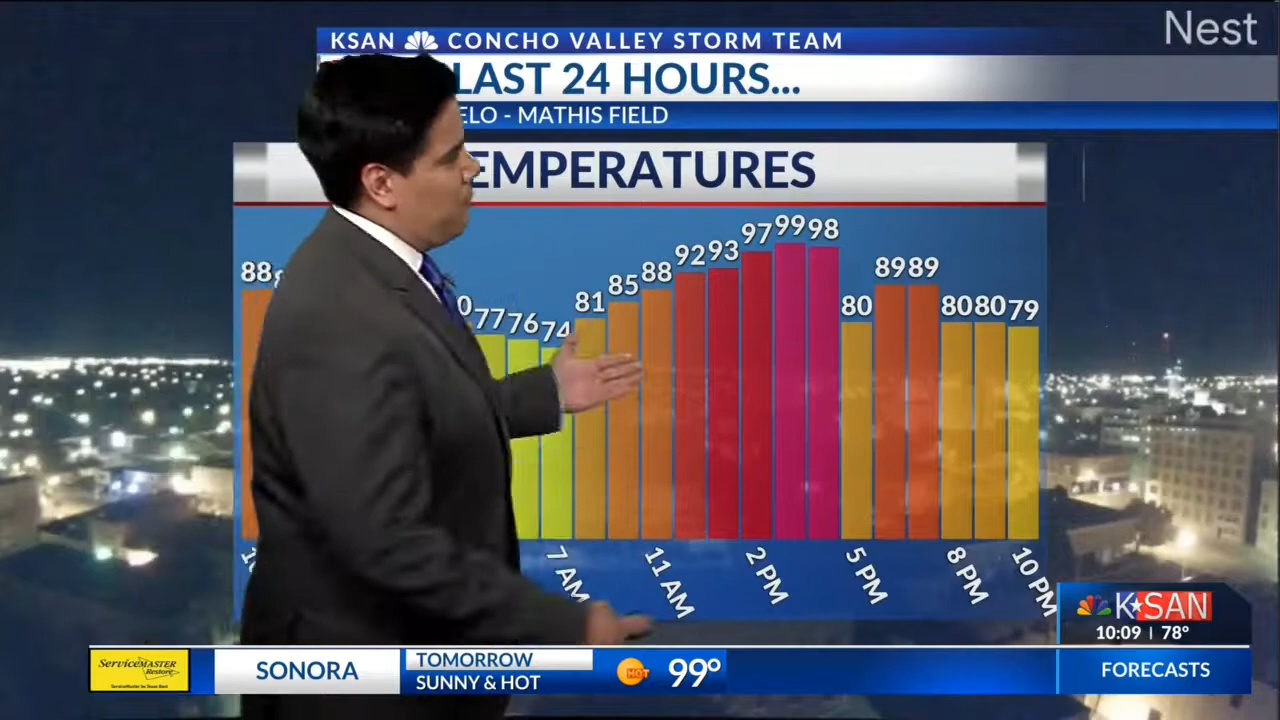 Nest
KSAN CONCHO VALLEY STORM TEAM
LAST 24 HOURS...
ELO - MATHIS FIELD
EMPERATURES
88 0 77 76 74 81 85 88 92 93 97 99 98 80 89 89 80 80 79
7 AM 11 AM 2 PM 5 PM 8 PM 10 PM
K SAN
10:09 | 78°
ServiceMASTER
Restore
SONORA
TOMORROW
SUNNY & HOT
HOT
99°
FORECASTS